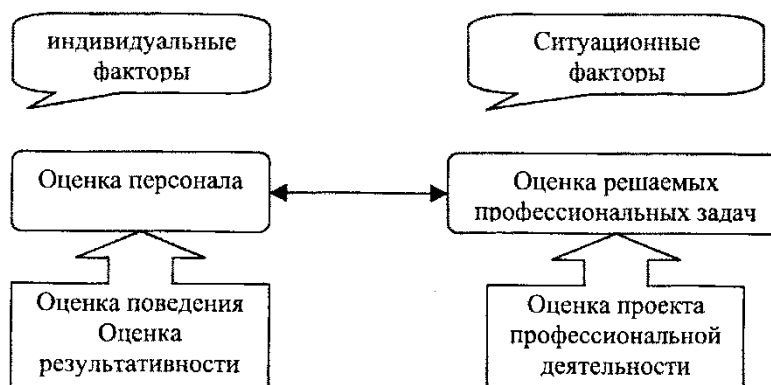 индивидуальные
факторы
Ситуационные
факторы
Оценка персонала
Оценка решаемых
профессиональных задач
Оценка поведения
Оценка
результативности
Оценка проекта
профессиональной
деятельности